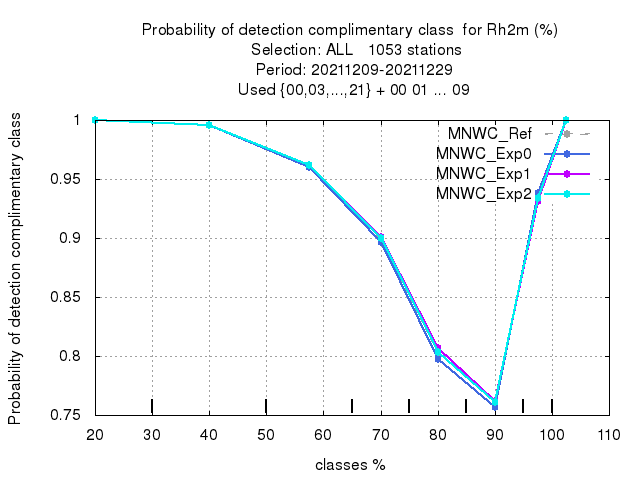 Probability of detection complimentary class  for Rh2m (%)
Selection: ALL   1053 stations
Period: 20211209-20211229
Used {00,03,...,21} + 00 01 ... 09
Probability of detection complimentary class
1
0.95
0.9
0.85
0.8
0.75
MNWC_Ref
MNWC_Exp0
MNWC_Exp1
MNWC_Exp2
20 30 40 50 60 70 80 90 100 110
classes %